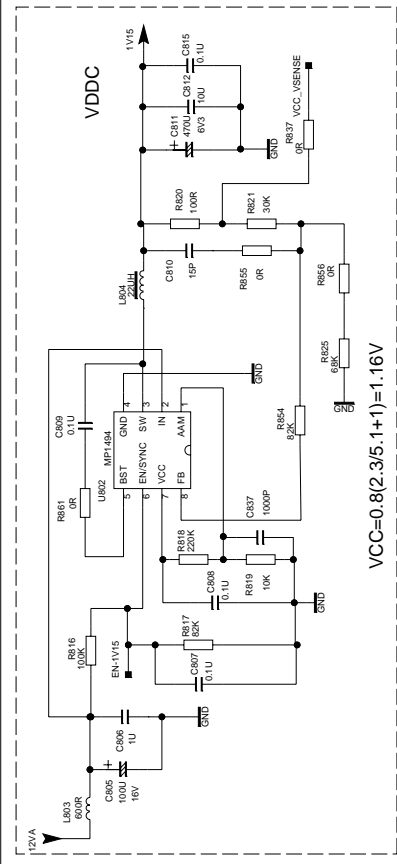 VDDC
1V15
C815
0.1U
C812
10U
C811
470U
6V3
+
GND
VCC_VSENSE
R837
0R
R820
100R
R821
30K
C810
15P
R855
0R
R856
0R
R825
68K
GND
L804
22UH
R854
82K
GND
C809
0.1U
R861
0R
U802
MP1494
4 GND
3 SW
2 IN
1 AAM
BST 5
EN/SYNC 6
VCC 7
FB 8
C837
1000P
R818
220K
R819
10K
C808
0.1U
GND
R816
100K
EN-1V15
R817
82K
C807
0.1U
C806
1U
GND
C805
100U
16V
+
L803
600R
12VA
VCC=0.8(2.3/5.1+1)=1.16V